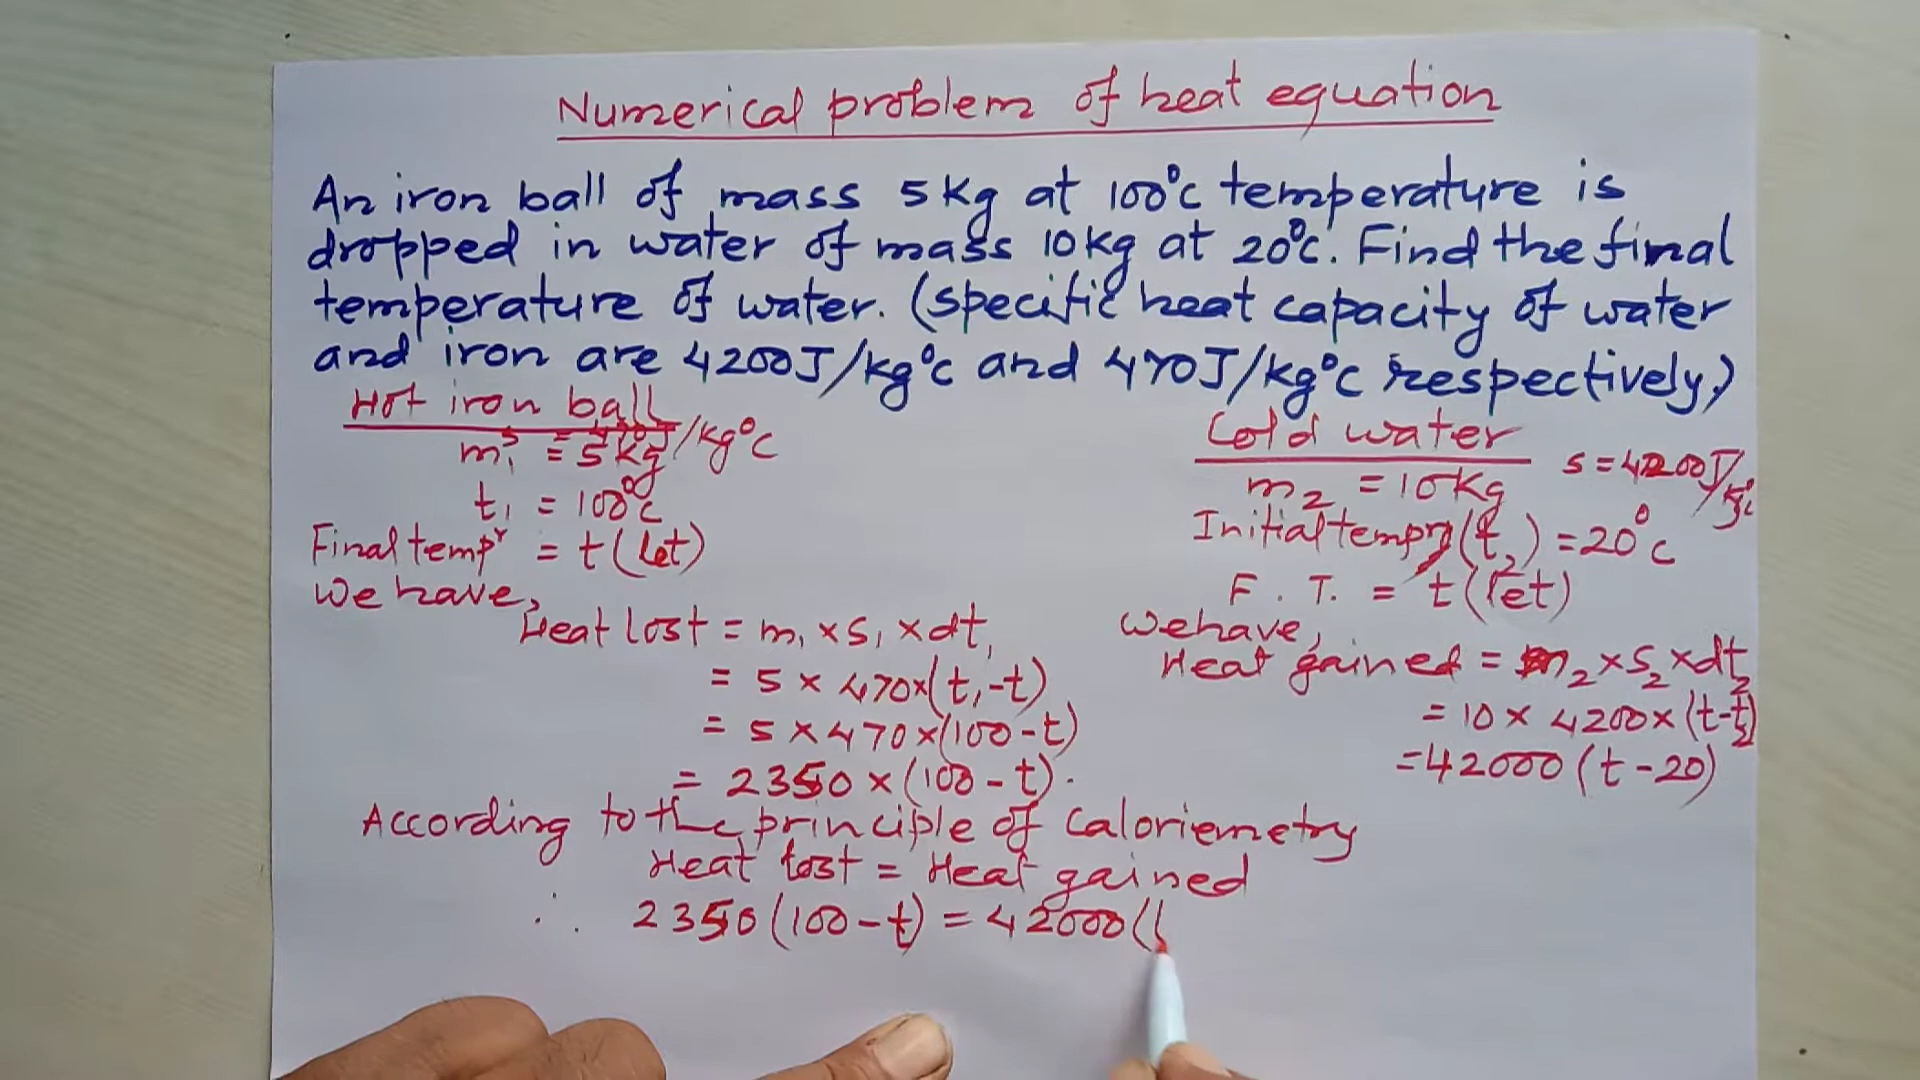 Numerical problem of heat equation
An iron ball of mass 5kg at 100°C temperature is
dropped in water of mass 10kg at 20°C. Find the final
temperature of water. (specific heat capacity of water
and iron are 4200J/kg°C and 470J/kg°C respectively)
Hot iron ball
s = 470J/kg°C
m₁ = 5kg
t₁ = 100°C
Final tempʳ = t (let)
We have,
Heat lost = m₁ × s₁ × dt₁
= 5 × 470 × (t₁ - t)
= 5 × 470 × (100 - t)
= 2350 × (100 - t).
Cold water
s = 4200J/kg°C
m₂ = 10kg
Initial temp (t₂) = 20°C
F. T. = t (let)
We have,
Heat gained = m₂ × s₂ × dt₂
= 10 × 4200 × (t - t₂)
= 42000 (t - 20)
According to the principle of caloriemetry
Heat lost = Heat gained
∴ 2350 (100 - t) = 42000 (